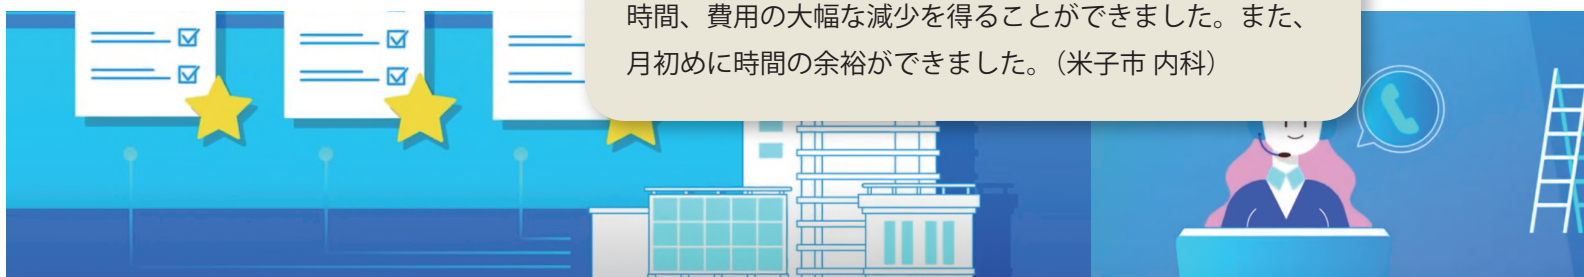 時間、費用の大幅な減少を得ることができました。また、
月初めに時間の余裕ができました。（米子市 内科）